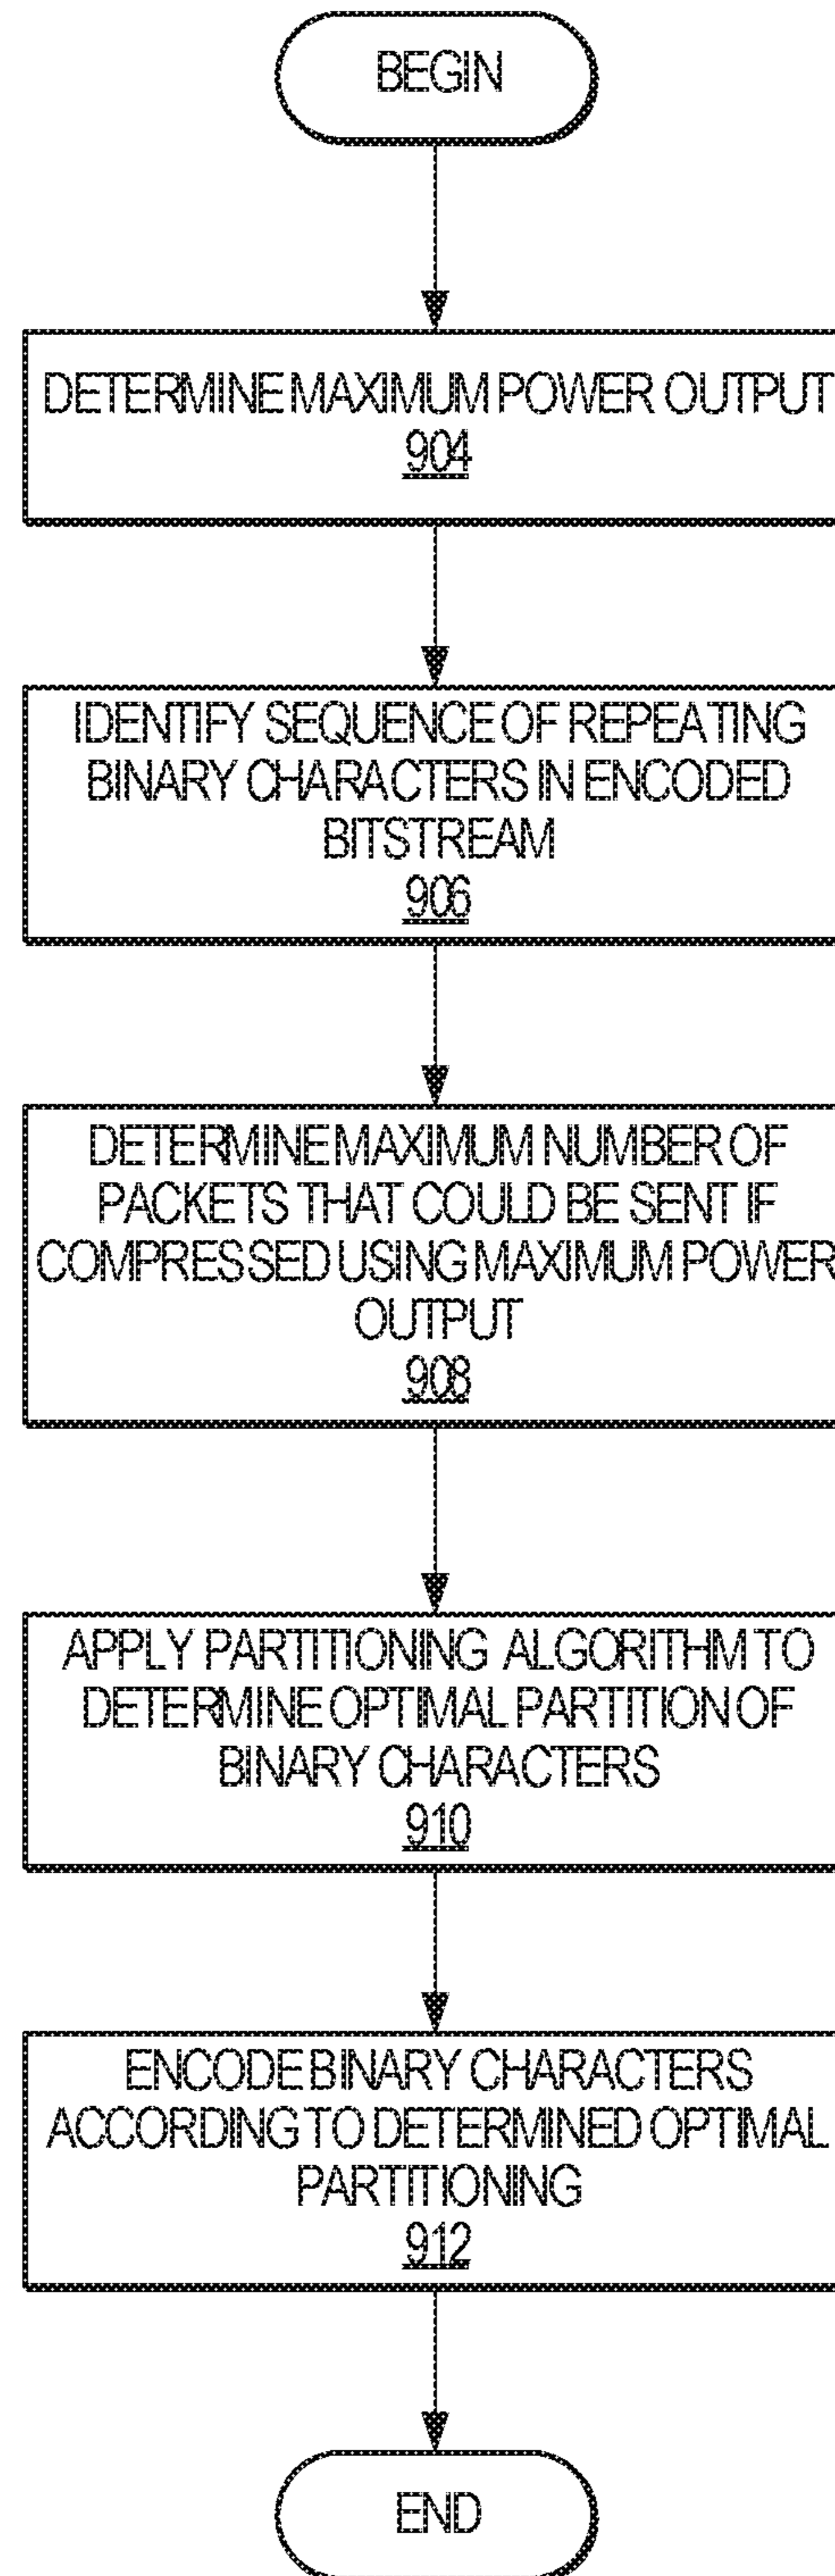 BEGIN
DETERMINE MAXIMUM POWER OUTPUT
904
IDENTIFY SEQUENCE OF REPEATING
BINARY CHARACTERS IN ENCODED
BITSTREAM
906
DETERMINE MAXIMUM NUMBER OF
PACKETS THAT COULD BE SENT IF
COMPRESSED USING MAXIMUM POWER
OUTPUT
908
APPLY PARTITIONING ALGORITHM TO
DETERMINE OPTIMAL PARTITION OF
BINARY CHARACTERS
910
ENCODE BINARY CHARACTERS
ACCORDING TO DETERMINED OPTIMAL
PARTITIONING
912
END